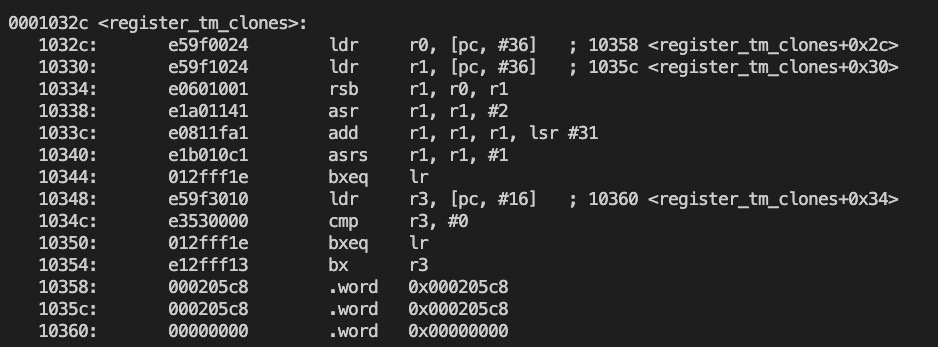 0001032c <register_tm_clones>:
1032c: e59f0024 ldr r0, [pc, #36] ; 10358 <register_tm_clones+0x2c>
10330: e59f1024 ldr r1, [pc, #36] ; 1035c <register_tm_clones+0x30>
10334: e0601001 rsb r1, r0, r1
10338: e1a01141 asr r1, r1, #2
1033c: e0811fa1 add r1, r1, r1, lsr #31
10340: e1b010c1 asrs r1, r1, #1
10344: 012fff1e bxeq lr
10348: e59f3010 ldr r3, [pc, #16] ; 10360 <register_tm_clones+0x34>
1034c: e3530000 cmp r3, #0
10350: 012fff1e bxeq lr
10354: e12fff13 bx r3
10358: 000205c8 .word 0x000205c8
1035c: 000205c8 .word 0x000205c8
10360: 00000000 .word 0x00000000